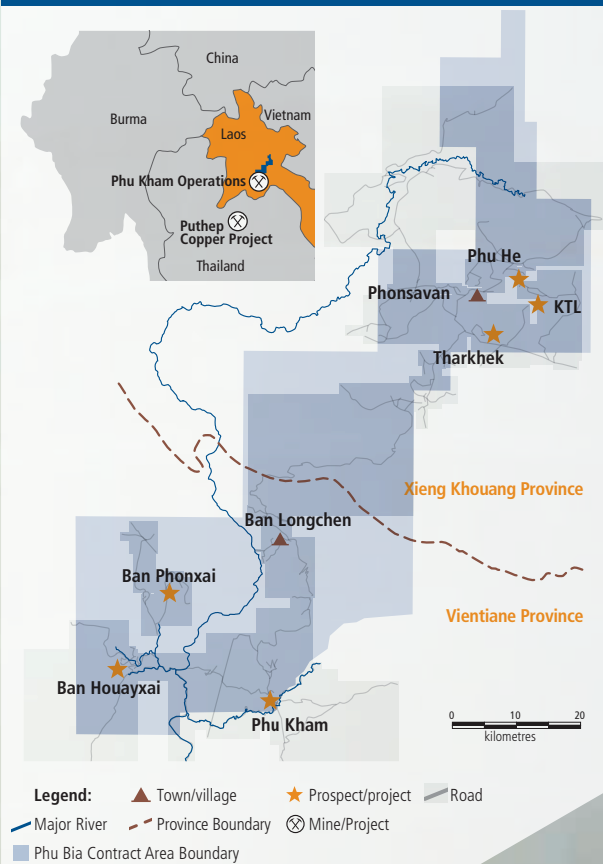 China
Burma
Vietnam
Laos
Phu Kham Operations
Puthep
Copper Project
Thailand
Phu He
Phonsavan
KTL
Tharkhek
Xieng Khouang Province
Ban Longchen
Ban Phonxai
Vientiane Province
Ban Houayxai
Phu Kham
0 10 20
kilometres
Legend: Town/village Prospect/project Road
Major River Province Boundary Mine/Project
Phu Bia Contract Area Boundary